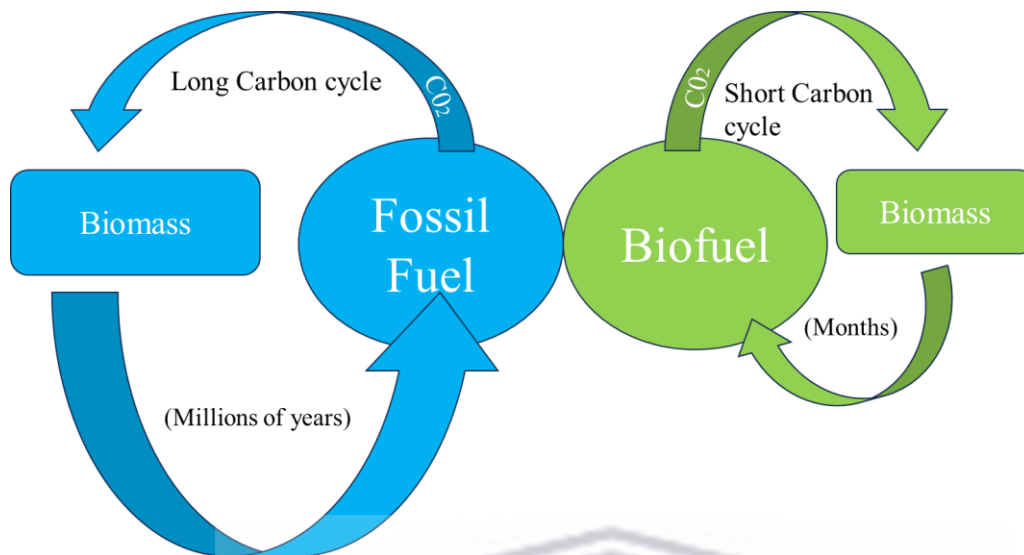 Long Carbon cycle
C0₂
Biomass
Fossil
Fuel
(Millions of years)
C0₂
Short Carbon
cycle
Biofuel
Biomass
(Months)